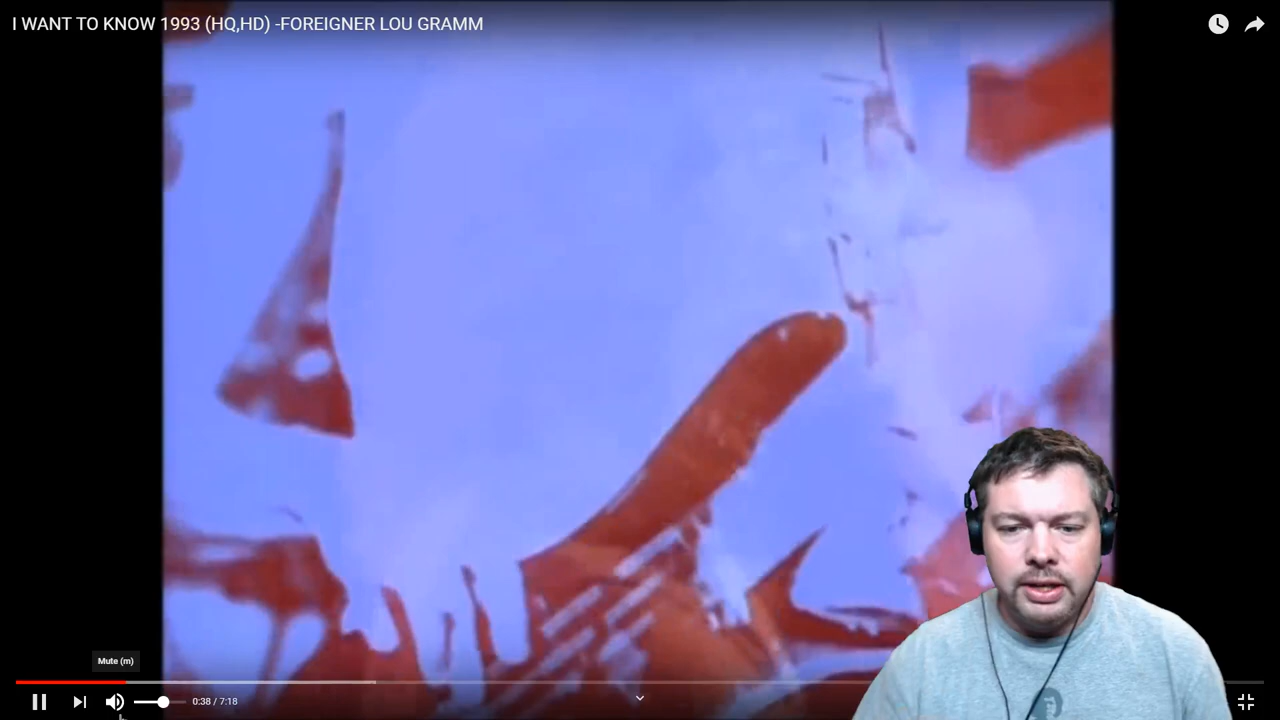 I WANT TO KNOW 1993 (HQ,HD) -FOREIGNER LOU GRAMM
Mute (m)
0:38 / 7:18